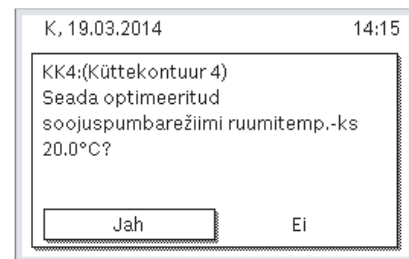 K, 19.03.2014 14:15
KK4:(Küttekontuur 4)
Seada optimeeritud
soojuspumbarežiimi ruumitemp.-ks
20.0°C?
Jah Ei